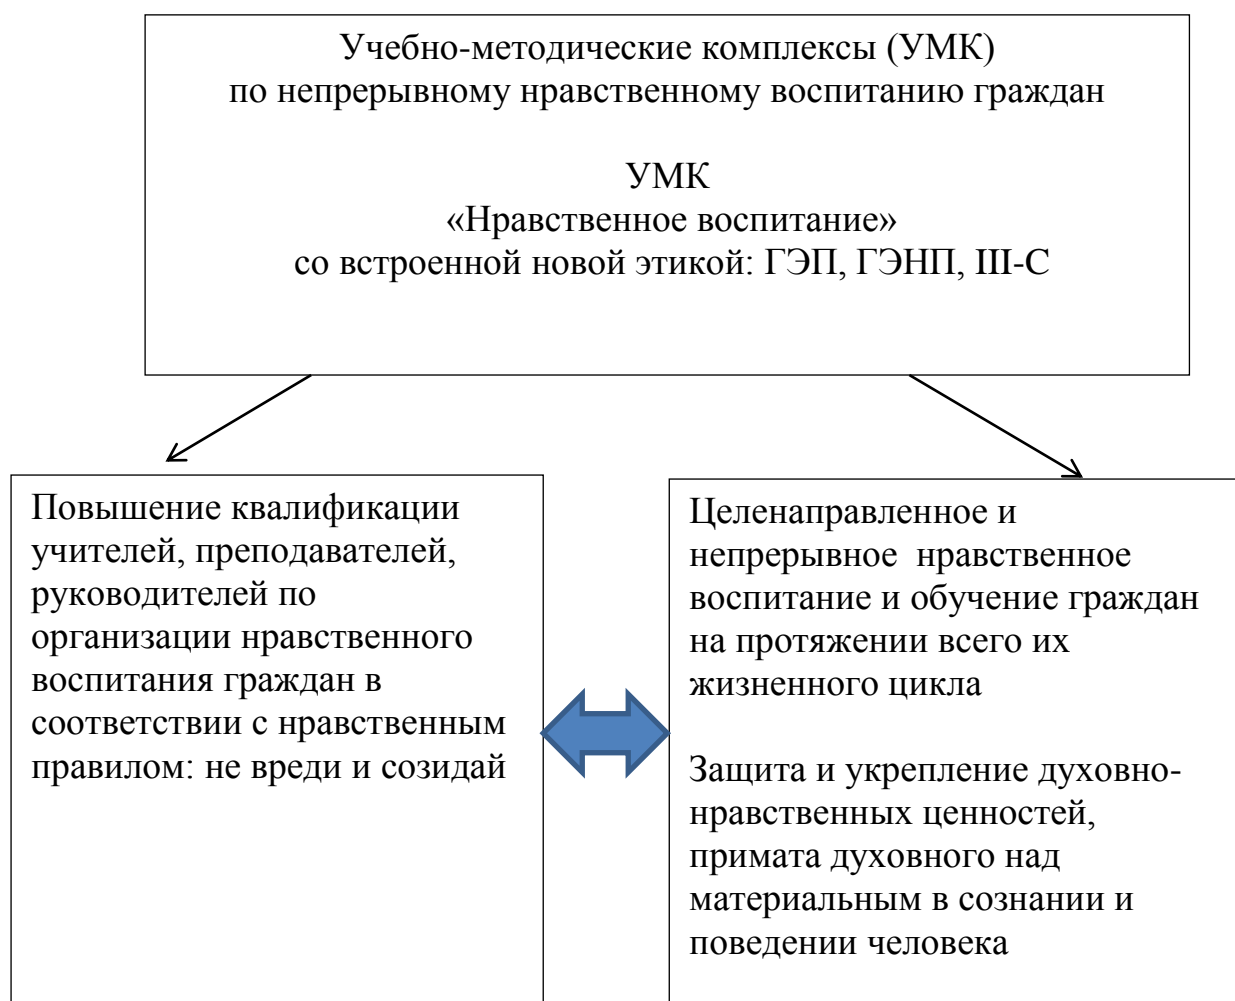 Учебно-методические комплексы (УМК)
по непрерывному нравственному воспитанию граждан
УМК
«Нравственное воспитание»
со встроенной новой этикой: ГЭП, ГЭНП, III-С
Повышение квалификации
учителей, преподавателей,
руководителей по
организации нравственного
воспитания граждан в
соответствии с нравственным
правилом: не вреди и созидай
Целенаправленное и
непрерывное нравственное
воспитание и обучение граждан
на протяжении всего их
жизненного цикла
Защита и укрепление духовно-
нравственных ценностей,
примата духовного над
материальным в сознании и
поведении человека